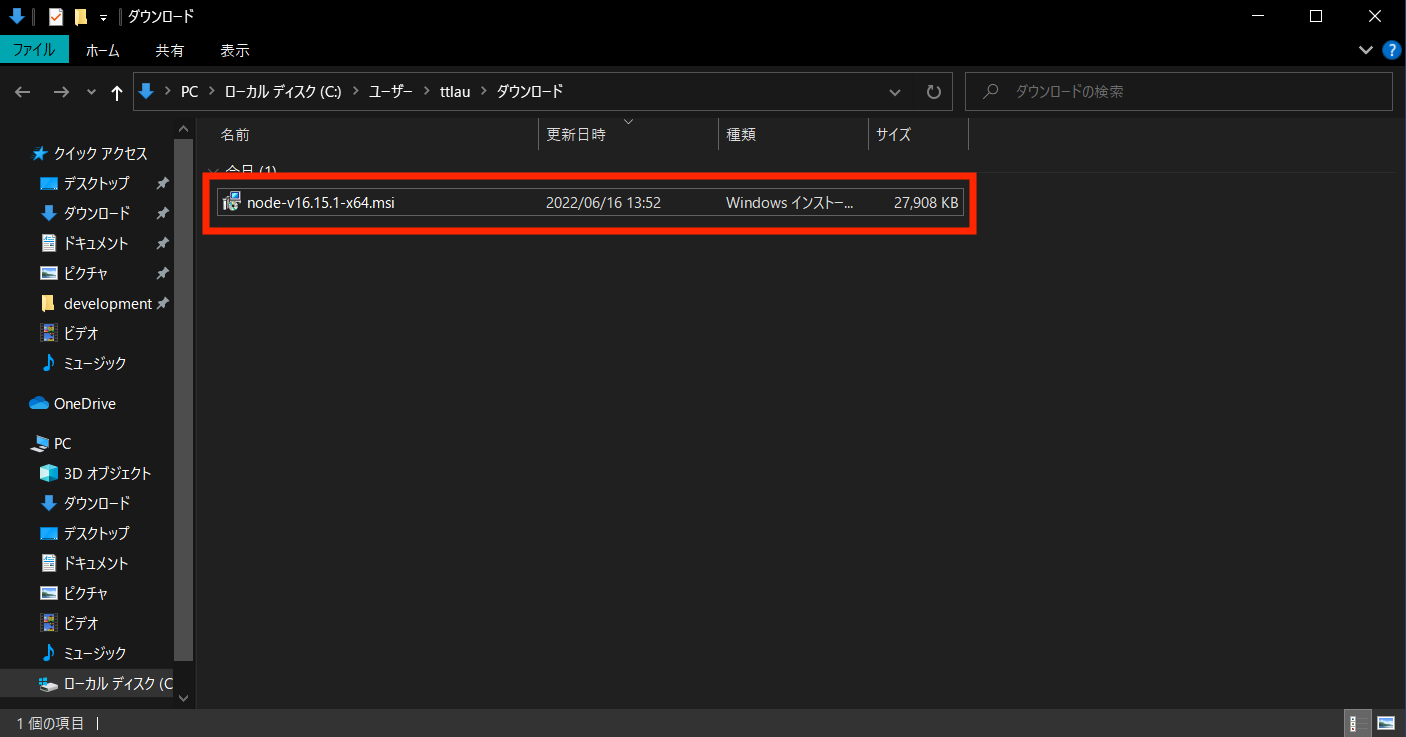 ダウンロード
ファイル ホーム 共有 表示
PC ローカル ディスク (C:) ユーザー ttlau ダウンロード ダウンロードの検索
名前 更新日時 種類 サイズ
今日 (1)
node-v16.15.1-x64.msi 2022/06/16 13:52 Windows インストー... 27,908 KB
クイック アクセス
デスクトップ
ダウンロード
ドキュメント
ピクチャ
development
ビデオ
ミュージック
OneDrive
PC
3D オブジェクト
ダウンロード
デスクトップ
ドキュメント
ピクチャ
ビデオ
ミュージック
ローカル ディスク (C
1 個の項目